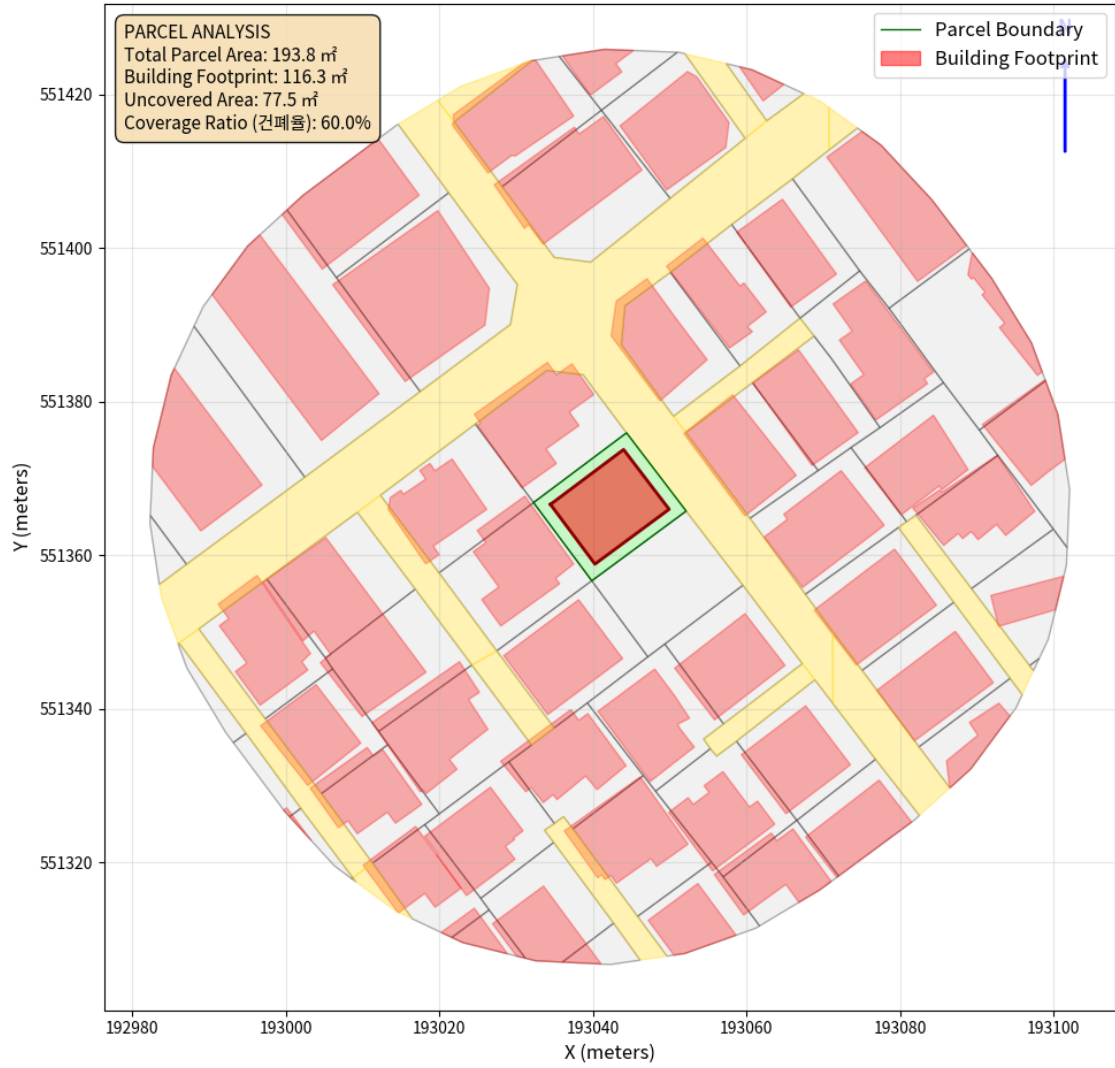 PARCEL ANALYSIS
Total Parcel Area: 193.8 ㎡
Building Footprint: 116.3 ㎡
Uncovered Area: 77.5 ㎡
Coverage Ratio (건폐율): 60.0%
Parcel Boundary
Building Footprint
N
551420
551400
551380
551360
551340
551320
Y (meters)
192980
193000
193020
193040
193060
193080
193100
X (meters)